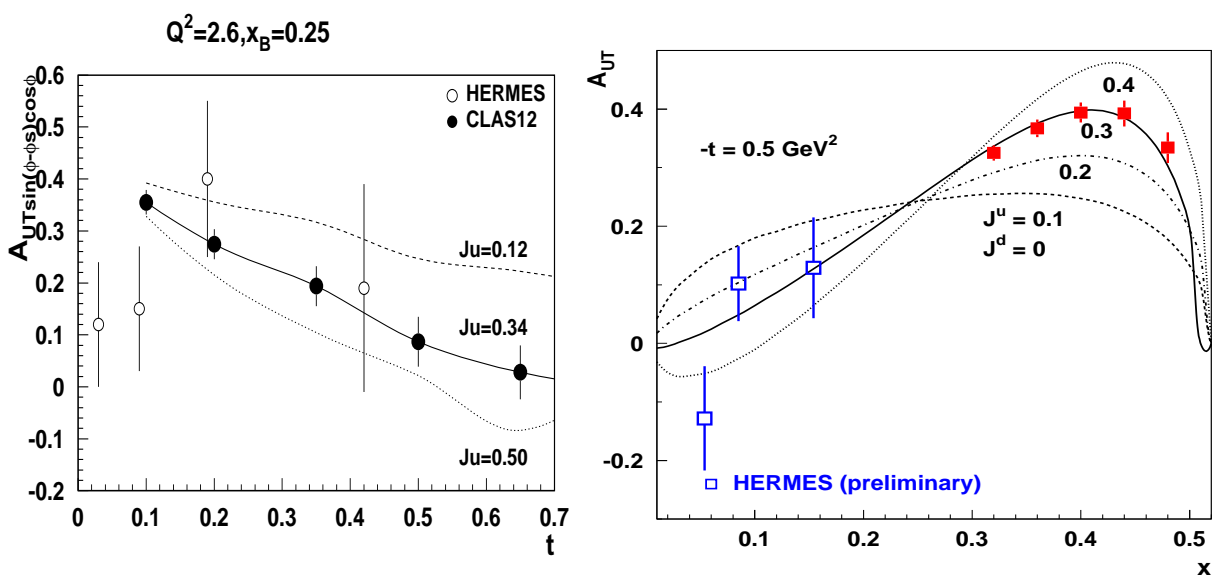 Q²=2.6,x_B=0.25
A_UTsin(ϕ-ϕs)cosϕ
0.6
0.5
0.4
0.3
0.2
0.1
0
-0.1
-0.2
HERMES
CLAS12
Ju=0.12
Ju=0.34
Ju=0.50
0 0.1 0.2 0.3 0.4 0.5 0.6 0.7
t
A_UT
0.4
0.2
0
-0.2
-t = 0.5 GeV²
0.4
0.3
0.2
J^u = 0.1
J^d = 0
HERMES (preliminary)
0.1 0.2 0.3 0.4 0.5
x